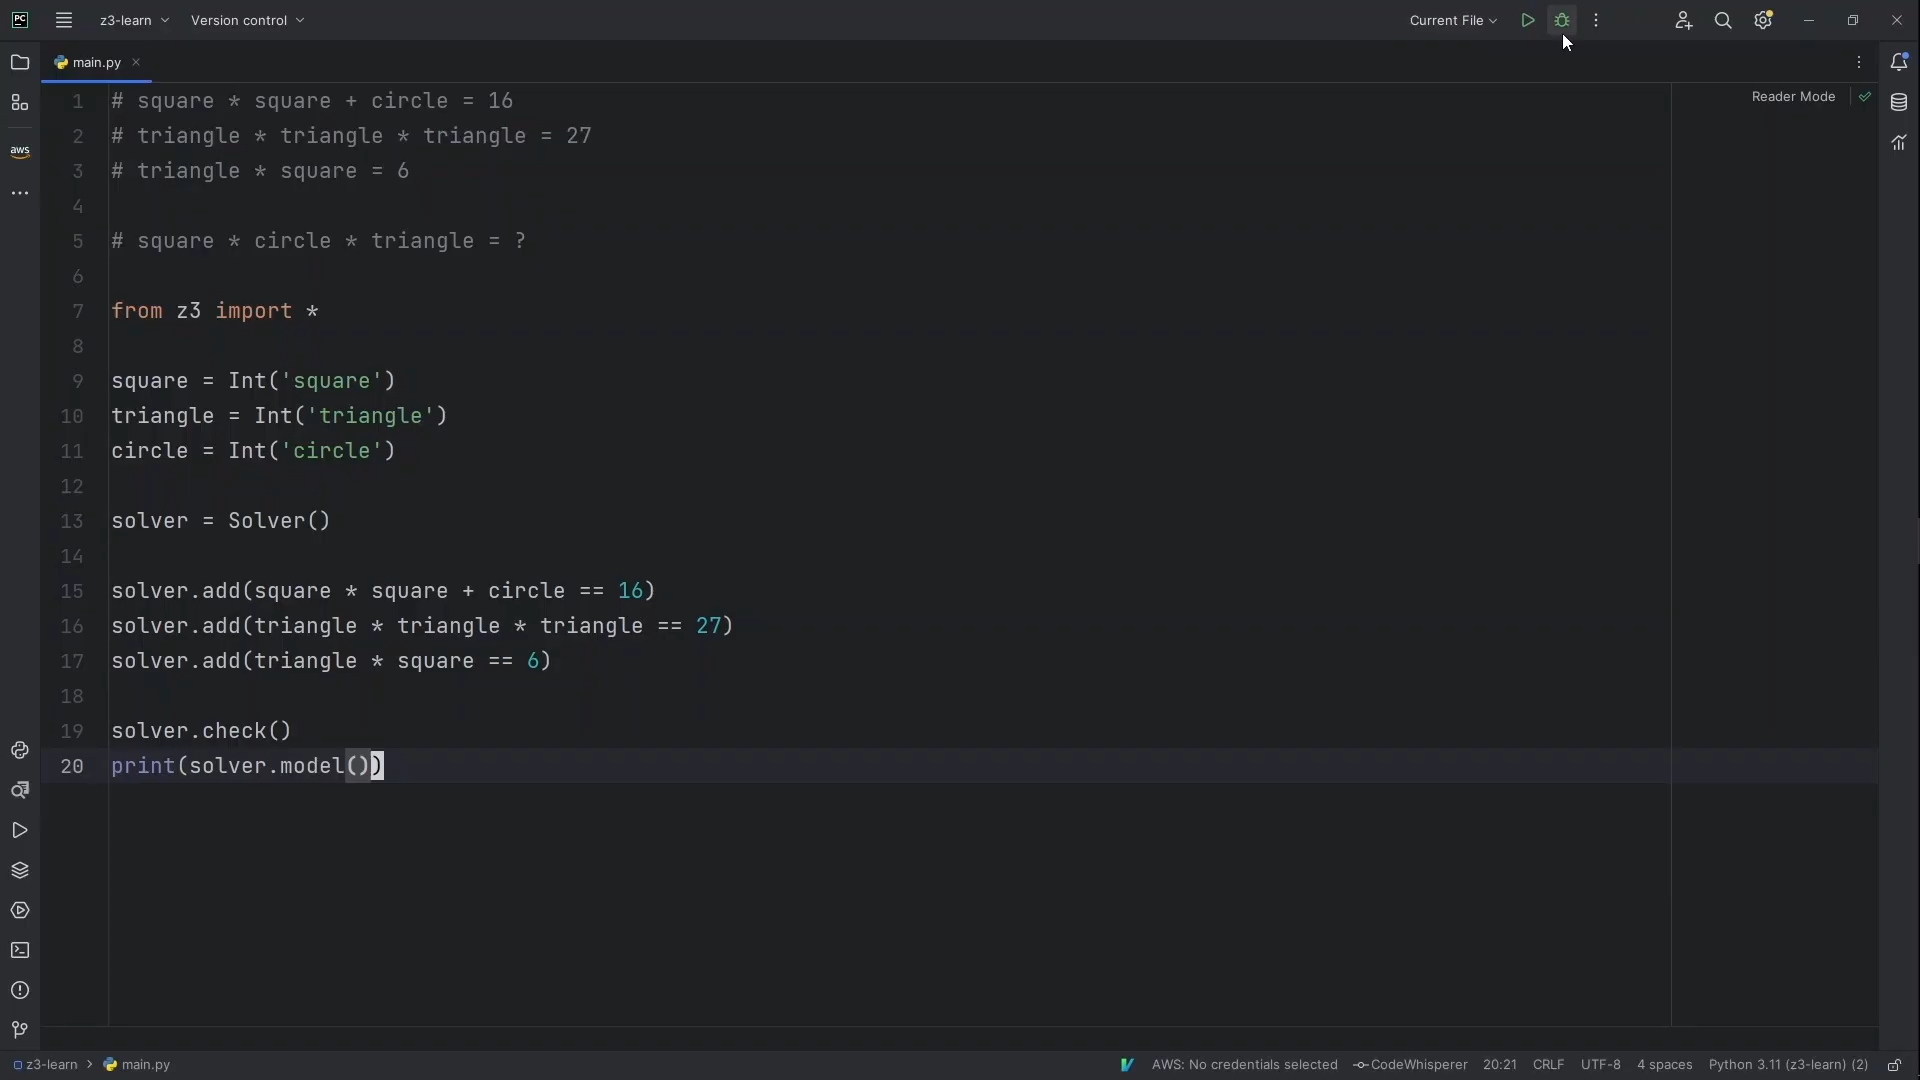 PC z3-learn Version control Current File
main.py
Reader Mode
aws
1 # square * square + circle = 16
2 # triangle * triangle * triangle = 27
3 # triangle * square = 6
4
5 # square * circle * triangle = ?
6
7 from z3 import *
8
9 square = Int('square')
10 triangle = Int('triangle')
11 circle = Int('circle')
12
13 solver = Solver()
14
15 solver.add(square * square + circle == 16)
16 solver.add(triangle * triangle * triangle == 27)
17 solver.add(triangle * square == 6)
18
19 solver.check()
20 print(solver.model())
z3-learn > main.py AWS: No credentials selected CodeWhisperer 20:21 CRLF UTF-8 4 spaces Python 3.11 (z3-learn) (2)